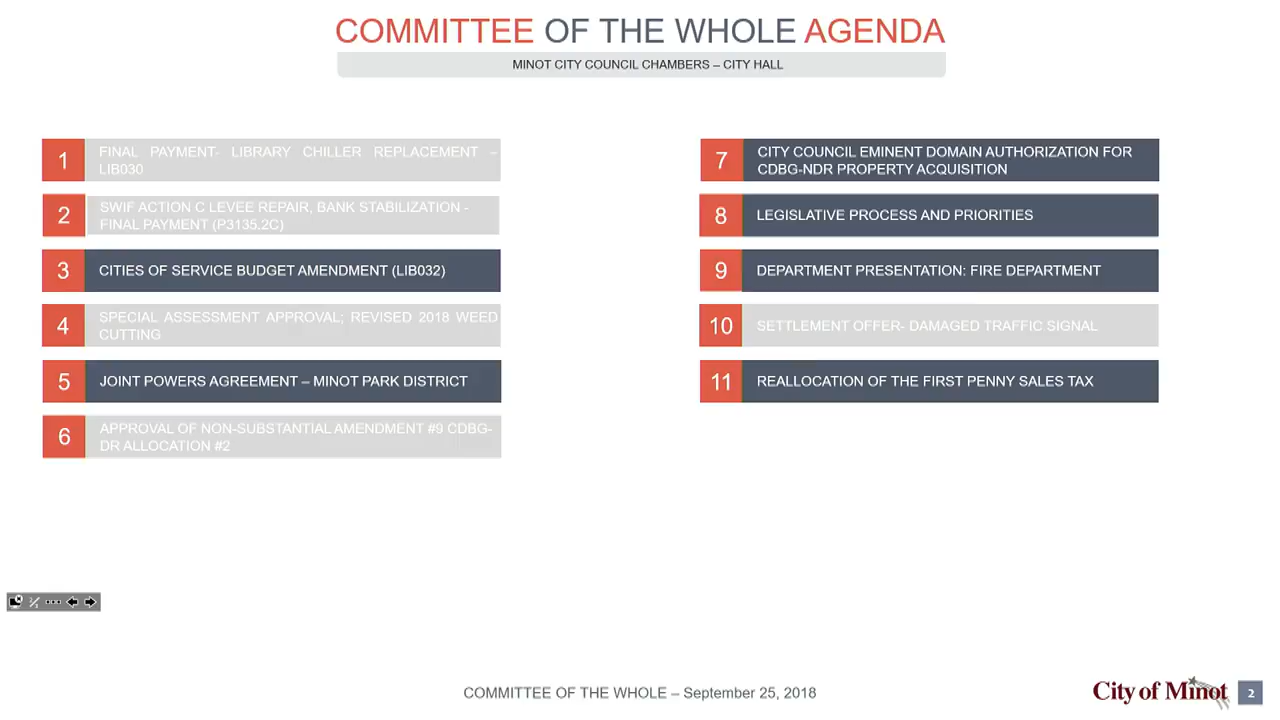 COMMITTEE OF THE WHOLE AGENDA
MINOT CITY COUNCIL CHAMBERS – CITY HALL
1
FINAL PAYMENT- LIBRARY CHILLER REPLACEMENT –
LIB030
2
SWIF ACTION C LEVEE REPAIR, BANK STABILIZATION -
FINAL PAYMENT (P3135.2C)
3
CITIES OF SERVICE BUDGET AMENDMENT (LIB032)
4
SPECIAL ASSESSMENT APPROVAL; REVISED 2018 WEED
CUTTING
5
JOINT POWERS AGREEMENT – MINOT PARK DISTRICT
6
APPROVAL OF NON-SUBSTANTIAL AMENDMENT #9 CDBG-
DR ALLOCATION #2
7
CITY COUNCIL EMINENT DOMAIN AUTHORIZATION FOR
CDBG-NDR PROPERTY ACQUISITION
8
LEGISLATIVE PROCESS AND PRIORITIES
9
DEPARTMENT PRESENTATION: FIRE DEPARTMENT
10
SETTLEMENT OFFER- DAMAGED TRAFFIC SIGNAL
11
REALLOCATION OF THE FIRST PENNY SALES TAX
COMMITTEE OF THE WHOLE – September 25, 2018
City of Minot
2